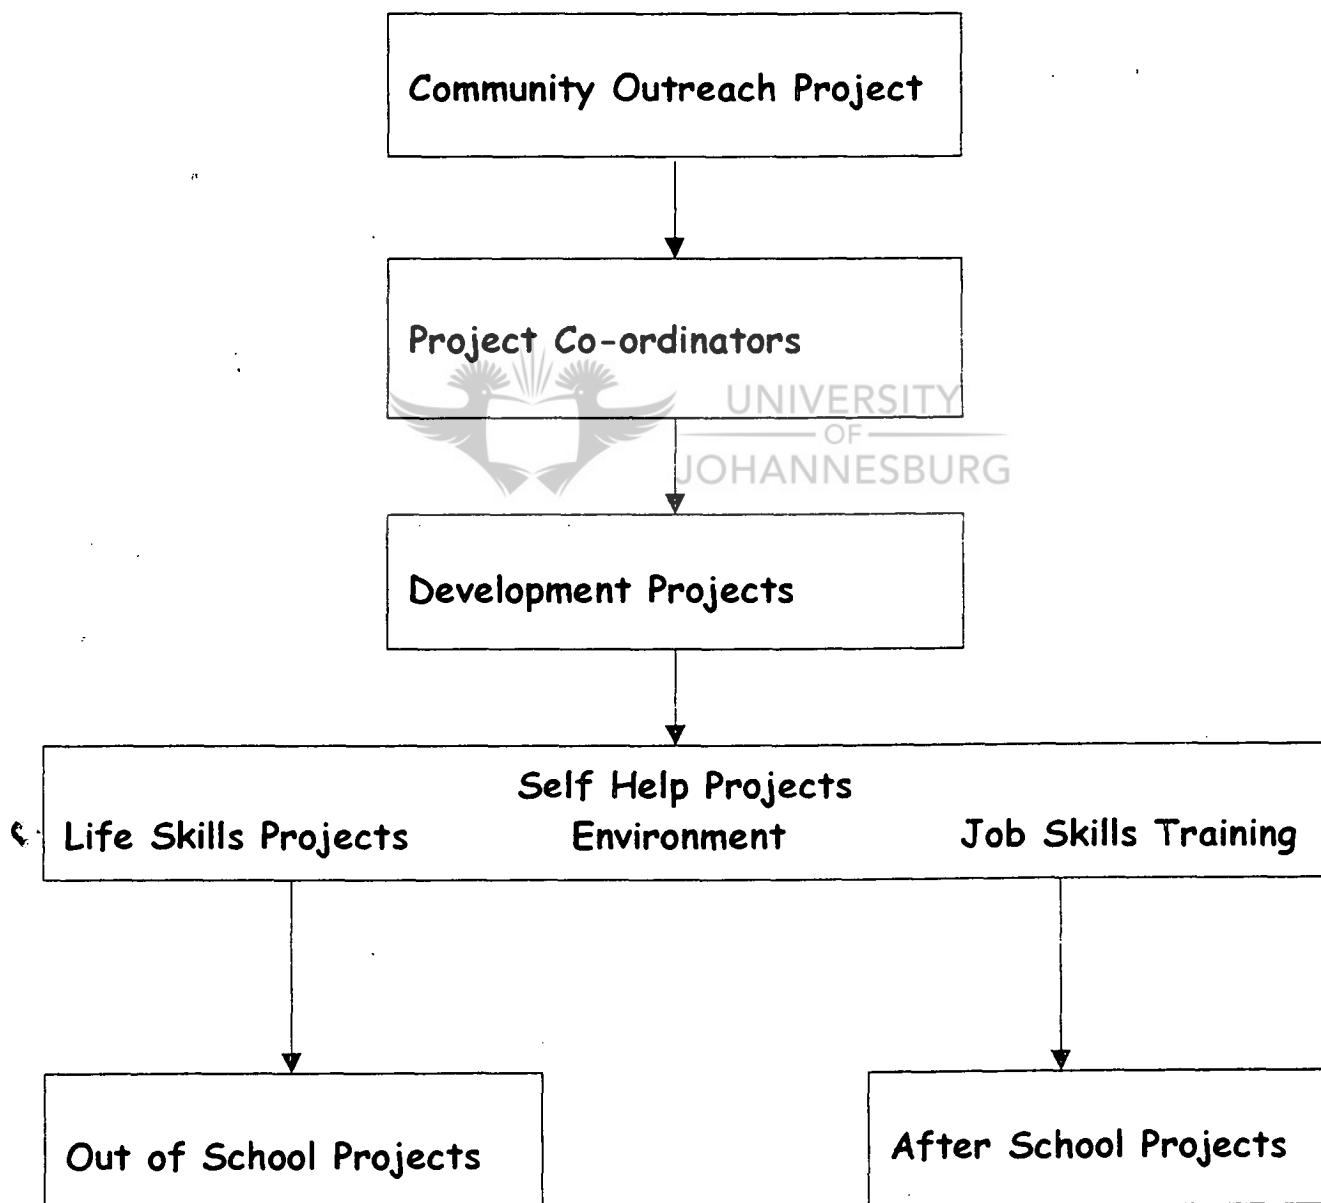 Community Outreach Project
Project Co-ordinators
UNIVERSITY
OF
JOHANNESBURG
Development Projects
Self Help Projects
Life Skills Projects Environment Job Skills Training
Out of School Projects
After School Projects